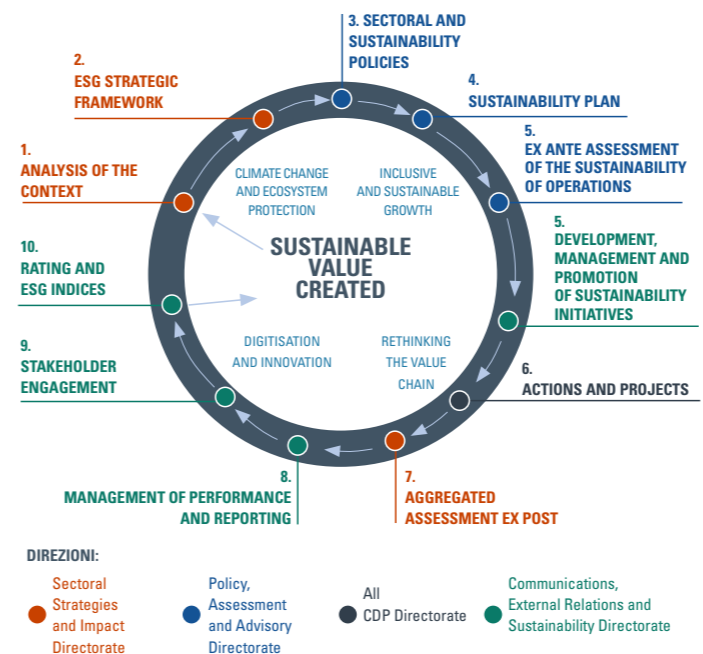 3. SECTORAL AND
SUSTAINABILITY
POLICIES
2.
ESG STRATEGIC
FRAMEWORK
4.
SUSTAINABILITY PLAN
1.
ANALYSIS OF THE
CONTEXT
5.
EX ANTE ASSESSMENT
OF THE SUSTAINABILITY
OF OPERATIONS
CLIMATE CHANGE
AND ECOSYSTEM
PROTECTION
INCLUSIVE
AND SUSTAINABLE
GROWTH
5.
DEVELOPMENT,
MANAGEMENT AND
PROMOTION
OF SUSTAINABILITY
INITIATIVES
SUSTAINABLE
VALUE
CREATED
10.
RATING AND
ESG INDICES
DIGITISATION
AND INNOVATION
RETHINKING
THE VALUE
CHAIN
9.
STAKEHOLDER
ENGAGEMENT
6.
ACTIONS AND PROJECTS
8.
MANAGEMENT OF PERFORMANCE
AND REPORTING
7.
AGGREGATED
ASSESSMENT EX POST
DIREZIONI:
Sectoral
Strategies
and Impact
Directorate
Policy,
Assessment
and Advisory
Directorate
All
CDP Directorate
Communications,
External Relations and
Sustainability Directorate